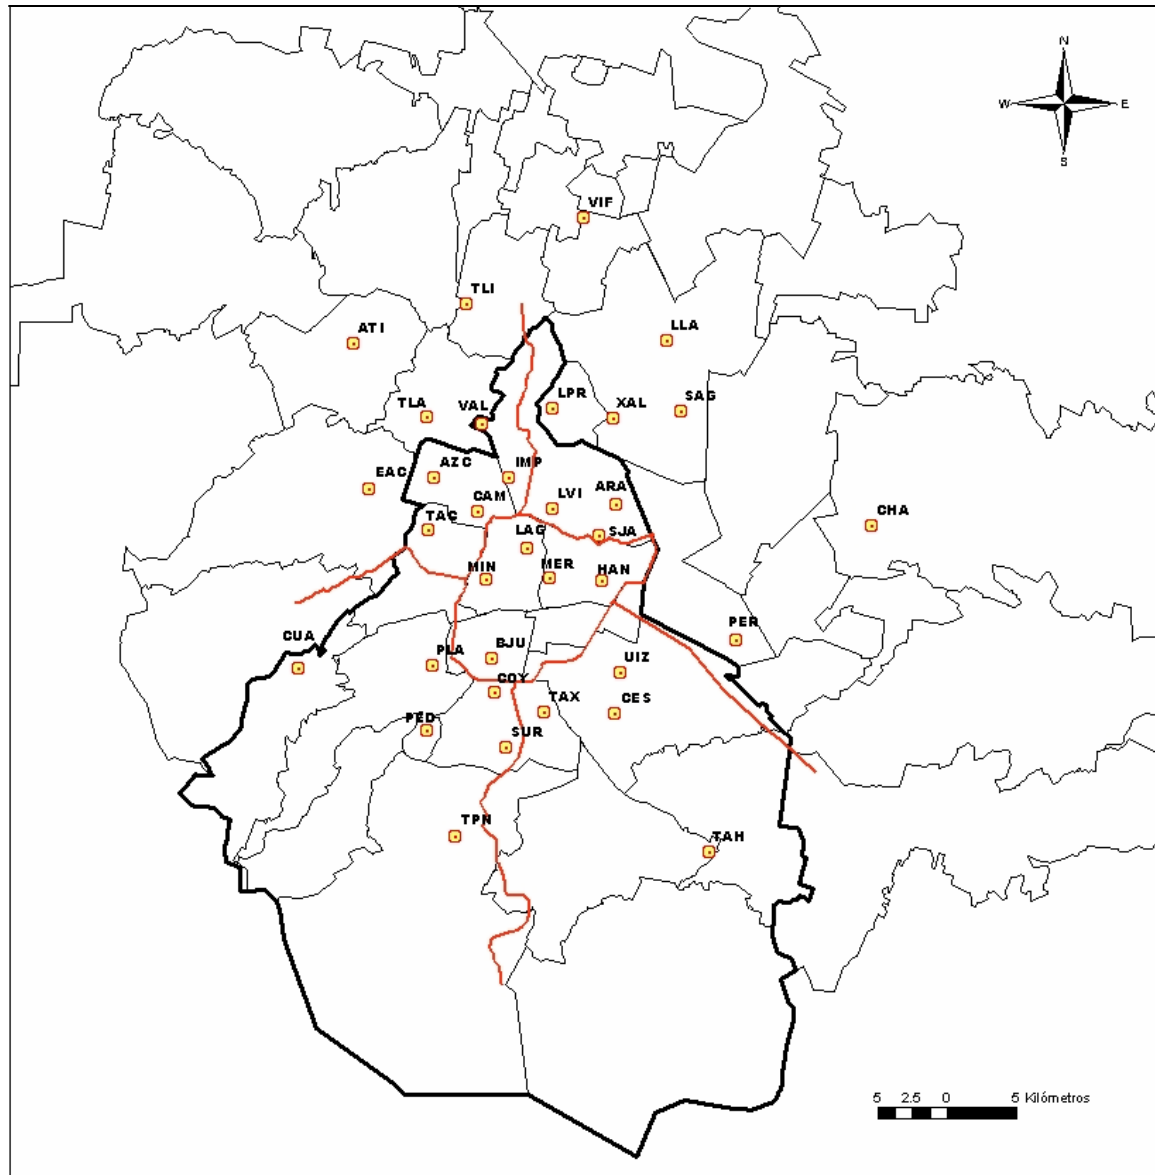 N
W E
S
VIF
TLI
ATI
LLA
TLA
VAL
LPR
XAL
SAG
EAC
AZC
IMP
CAM
LVI
ARA
CHA
TAC
LAG
SJA
MIN
MER
HAN
CUA
PLA
BJU
UIZ
PER
COY
TAX
CES
PED
SUR
TPN
TAH
5 2.5 0 5 Kilómetros